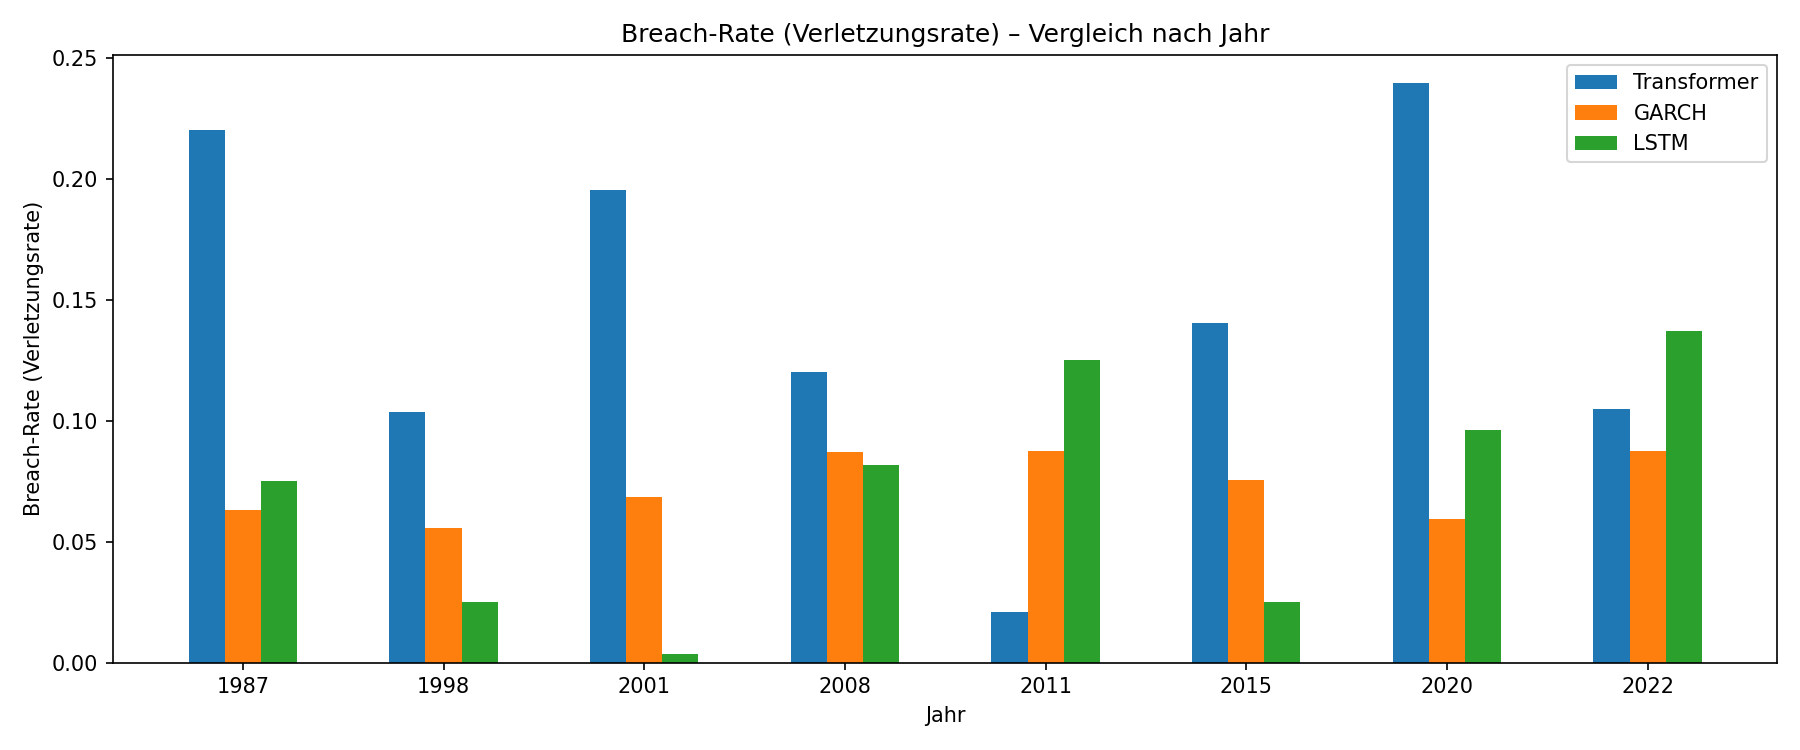 Breach-Rate (Verletzungsrate) – Vergleich nach Jahr
Transformer
GARCH
LSTM
Breach-Rate (Verletzungsrate)
0.25
0.20
0.15
0.10
0.05
0.00
1987 1998 2001 2008 2011 2015 2020 2022
Jahr